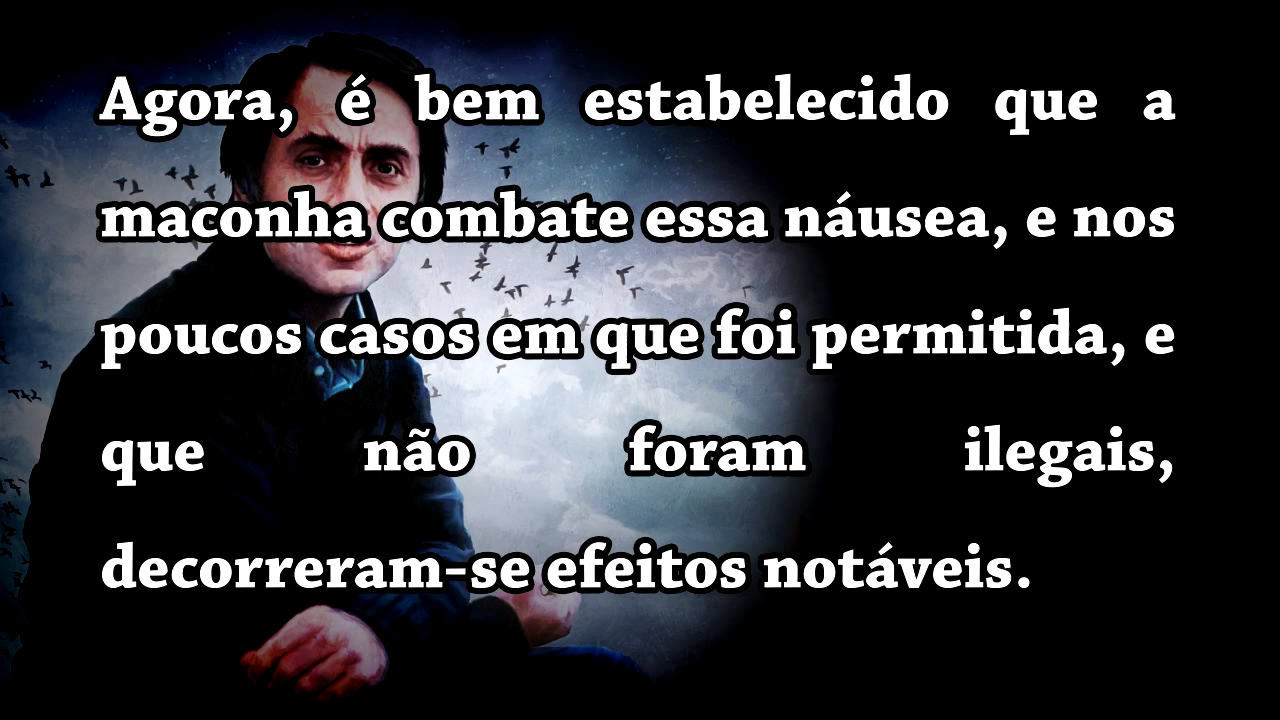 Agora, é bem estabelecido que a
maconha combate essa náusea, e nos
poucos casos em que foi permitida, e
que não foram ilegais,
decorreram-se efeitos notáveis.